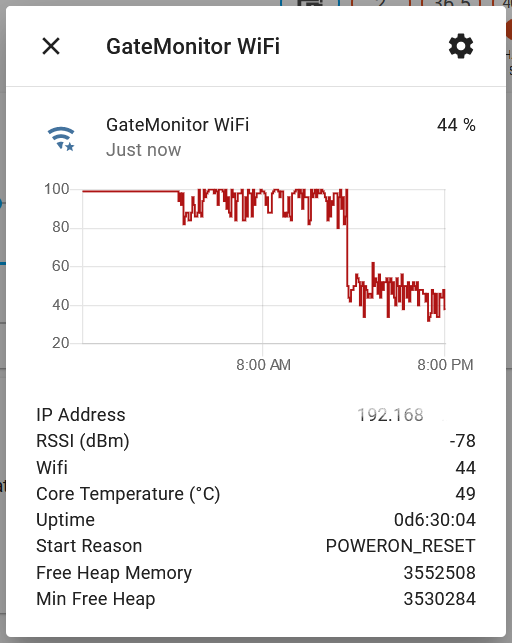 GateMonitor WiFi
GateMonitor WiFi 44 %
Just now
100
80
60
40
20
8:00 AM 8:00 PM
IP Address 192.168
RSSI (dBm) -78
Wifi 44
Core Temperature (°C) 49
Uptime 0d6:30:04
Start Reason POWERON_RESET
Free Heap Memory 3552508
Min Free Heap 3530284